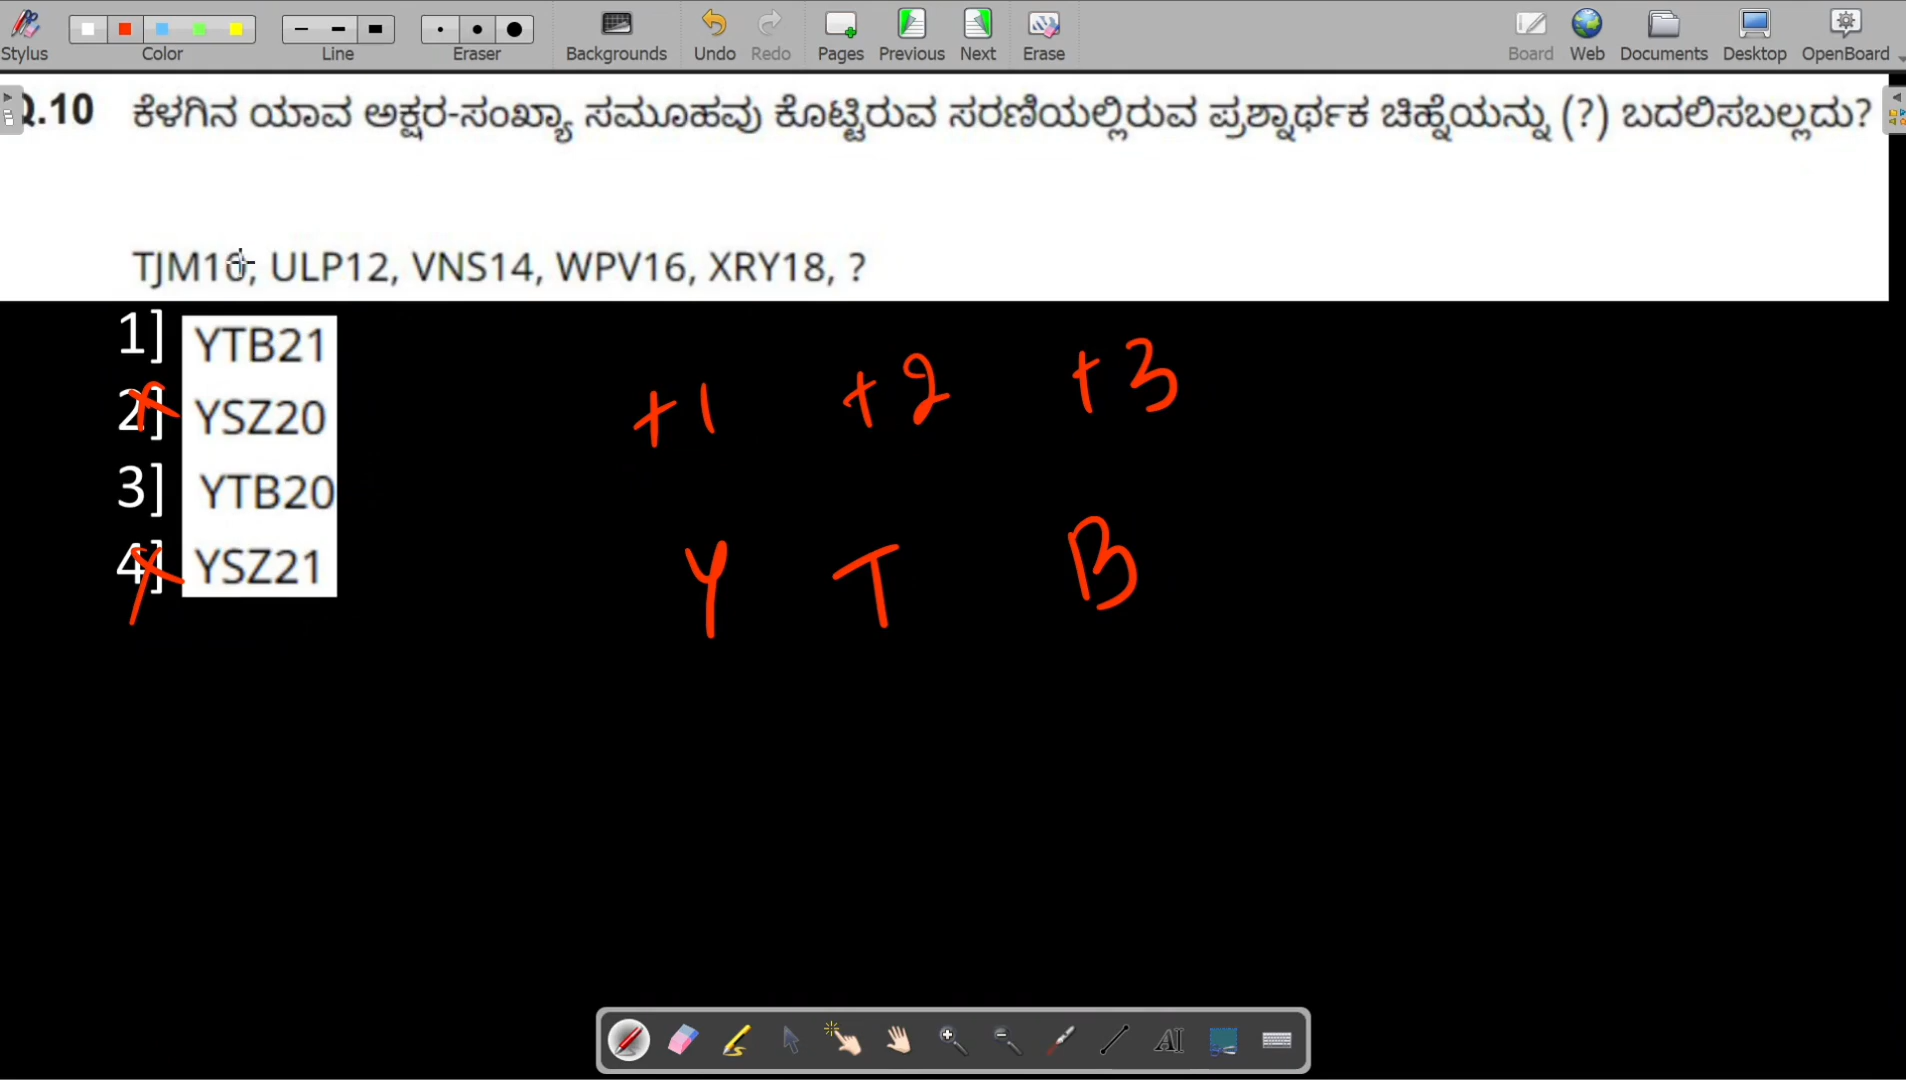 Stylus Color Line Eraser Backgrounds Undo Redo Pages Previous Next Erase Board Web Documents Desktop OpenBoard
Q.10 ಕೆಳಗಿನ ಯಾವ ಅಕ್ಷರ-ಸಂಖ್ಯಾ ಸಮೂಹವು ಕೊಟ್ಟಿರುವ ಸರಣಿಯಲ್ಲಿರುವ ಪ್ರಶ್ನಾರ್ಥಕ ಚಿಹ್ನೆಯನ್ನು (?) ಬದಲಿಸಬಲ್ಲದು?
TJM10, ULP12, VNS14, WPV16, XRY18, ?
1] YTB21
2] YSZ20
3] YTB20
4] YSZ21
+1 +2 +3
Y T B
AI